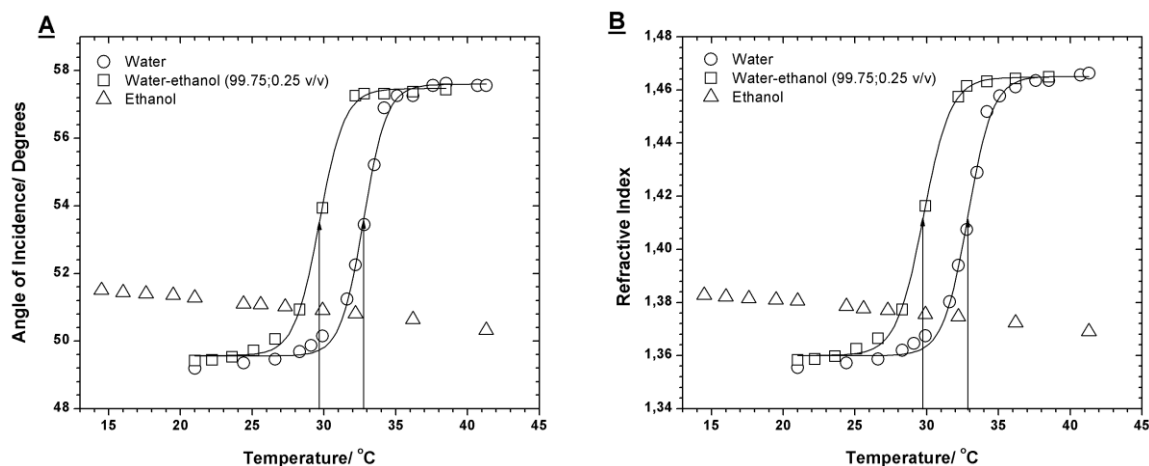 A
Angle of Incidence/ Degrees
58
56
54
52
50
48
Water
Water-ethanol (99.75;0.25 v/v)
Ethanol
15 20 25 30 35 40 45
Temperature/ °C
B
Refractive Index
1,48
1,46
1,44
1,42
1,40
1,38
1,36
1,34
Water
Water-ethanol (99.75;0.25 v/v)
Ethanol
15 20 25 30 35 40 45
Temperature/ °C